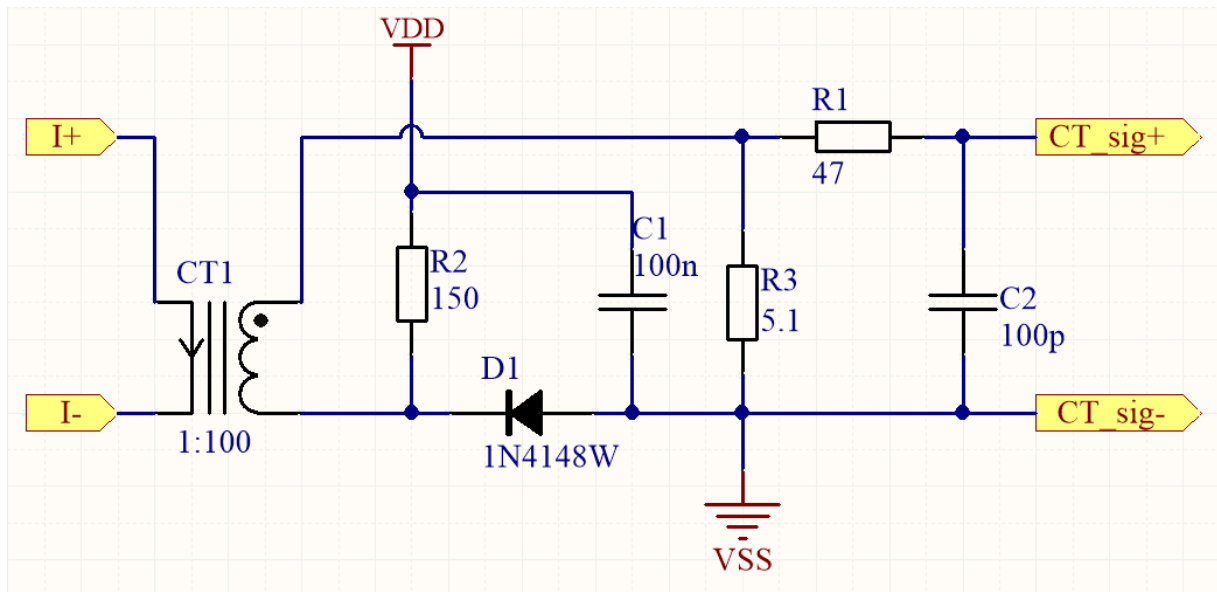 VDD
I+
R1
CT_sig+
47
C1
R2
100n
CT1
150
R3
C2
5.1
100p
D1
I-
CT_sig-
1:100
1N4148W
VSS